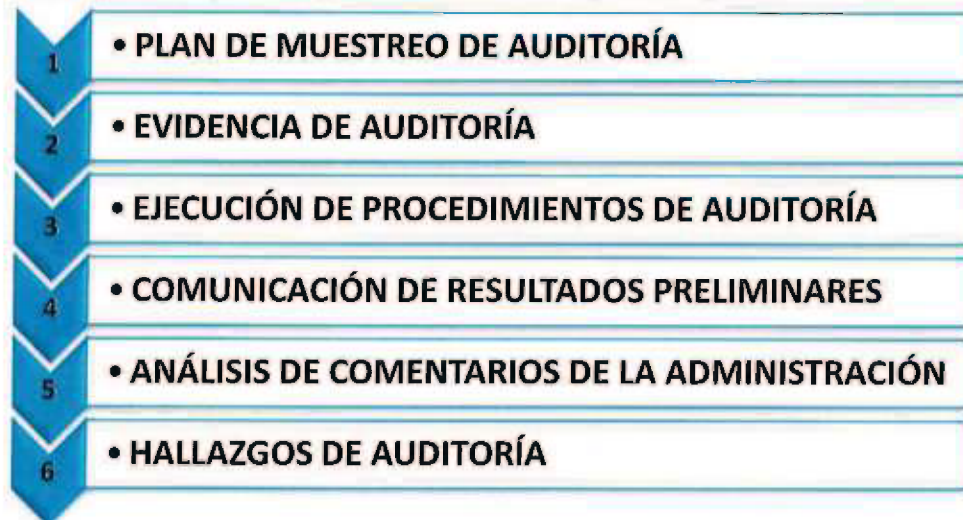 1 • PLAN DE MUESTREO DE AUDITORÍA
2 • EVIDENCIA DE AUDITORÍA
3 • EJECUCIÓN DE PROCEDIMIENTOS DE AUDITORÍA
4 • COMUNICACIÓN DE RESULTADOS PRELIMINARES
5 • ANÁLISIS DE COMENTARIOS DE LA ADMINISTRACIÓN
6 • HALLAZGOS DE AUDITORÍA